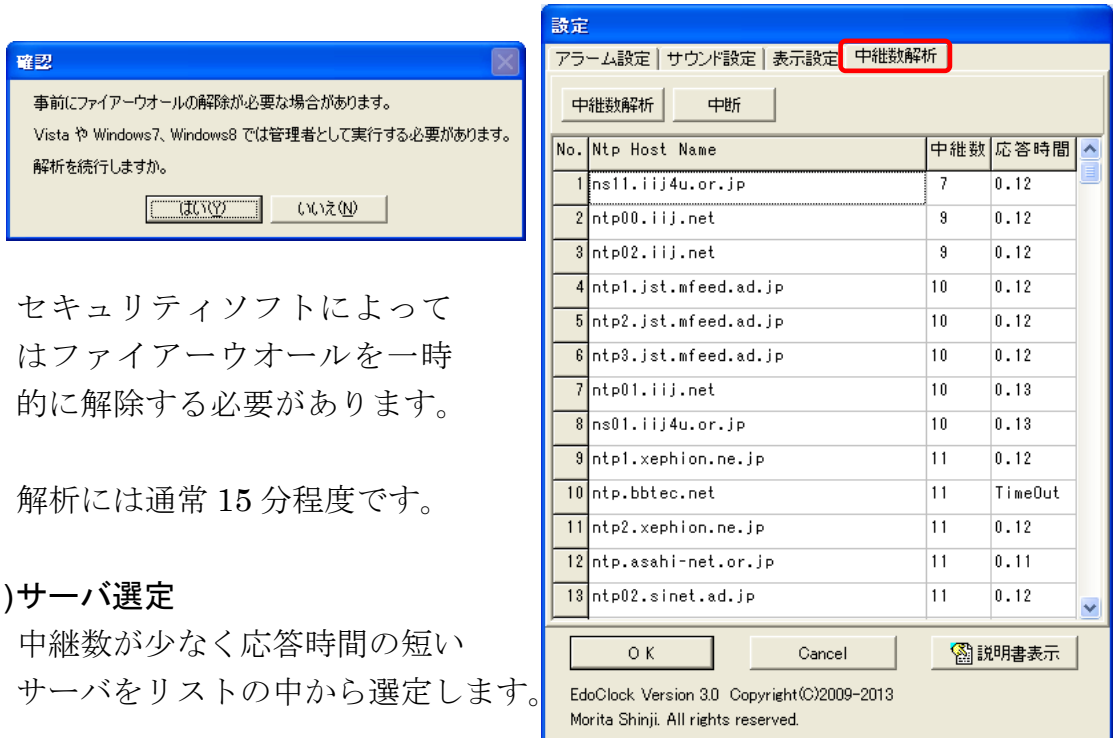 確認
事前にファイアーウオールの解除が必要な場合があります。
Vista や Windows7、Windows8 では管理者として実行する必要があります。
解析を続行しますか。
はい(Y) いいえ(N)
セキュリティソフトによって
はファイアーウオールを一時
的に解除する必要があります。
解析には通常 15 分程度です。
)サーバ選定
中継数が少なく応答時間の短い
サーバをリストの中から選定します。
設定
アラーム設定 サウンド設定 表示設定 中継数解析
中継数解析 中断
No. Ntp Host Name 中継数 応答時間
1 ns11.iij4u.or.jp 7 0.12
2 ntp00.iij.net 9 0.12
3 ntp02.iij.net 9 0.12
4 ntp1.jst.mfeed.ad.jp 10 0.12
5 ntp2.jst.mfeed.ad.jp 10 0.12
6 ntp3.jst.mfeed.ad.jp 10 0.12
7 ntp01.iij.net 10 0.13
8 ns01.iij4u.or.jp 10 0.13
9 ntp1.xephion.ne.jp 11 0.12
10 ntp.bbtec.net 11 TimeOut
11 ntp2.xephion.ne.jp 11 0.12
12 ntp.asahi-net.or.jp 11 0.11
13 ntp02.sinet.ad.jp 11 0.12
OK Cancel 説明書表示
EdoClock Version 3.0 Copyright(C)2009-2013
Morita Shinji. All rights reserved.